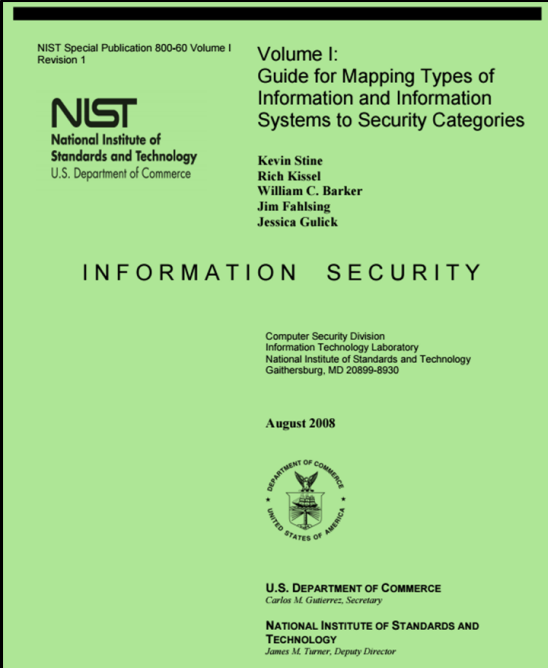 NIST Special Publication 800-60 Volume I
Revision 1
NIST
National Institute of
Standards and Technology
U.S. Department of Commerce
Volume I:
Guide for Mapping Types of
Information and Information
Systems to Security Categories
Kevin Stine
Rich Kissel
William C. Barker
Jim Fahlsing
Jessica Gulick
INFORMATION SECURITY
Computer Security Division
Information Technology Laboratory
National Institute of Standards and Technology
Gaithersburg, MD 20899-8930
August 2008
DEPARTMENT OF COMMERCE
UNITED STATES OF AMERICA
U.S. DEPARTMENT OF COMMERCE
Carlos M. Gutierrez, Secretary
NATIONAL INSTITUTE OF STANDARDS AND
TECHNOLOGY
James M. Turner, Deputy Director